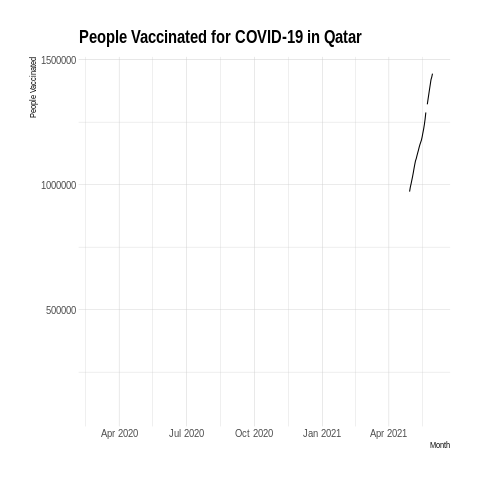 People Vaccinated for COVID-19 in Qatar
People Vaccinated
1500000
1000000
500000
Apr 2020 Jul 2020 Oct 2020 Jan 2021 Apr 2021
Month